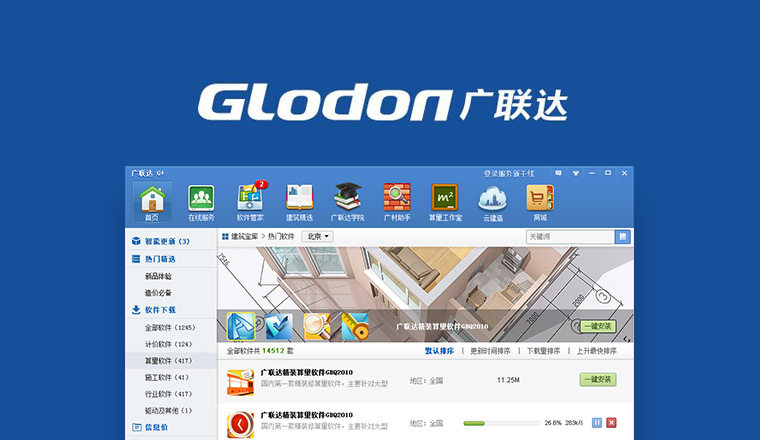 GLodon 广联达
广联达 G+
登录服务新干线
2
m²
首页 在线服务 软件管家 建筑精选 广联达学院 广材助手 算量工作室 云建造 商城
智能更新 (3)
热门精选
新品体验
造价必备
软件下载
全部软件 (1245)
计价软件 (124)
算量软件 (417)
施工软件 (41)
行业软件 (417)
驱动及其他 (1)
信息价
建筑宝库 > 热门软件 北京
关键词 搜
7546
1500
7000
2000
3
1
广联达精装算量软件GDQ2010
一键安装
全部软件共 14512 款
默认排序 | 更新时间排序 | 下载量排序 | 上升最快排序
广联达精装算量软件GDQ2010
国内第一款精装修算量软件，主要针对大型
地区：全国
11.25M
一键安装
广联达精装算量软件GDQ2010
国内第一款精装修算量软件，主要针对大型
地区：全国
26.6% 283k/s